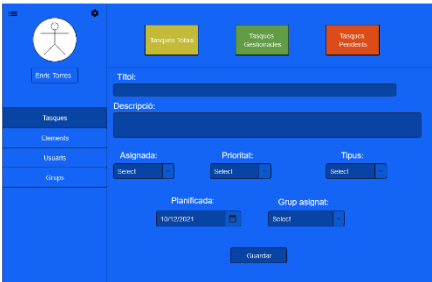 Tasques Totals
Tasques
Gestionades
Tasques
Pendents
Enric Torres
Títol:
Descripció:
Tasques
Elements
Usuaris
Grups
Asignada:
Prioritat:
Tipus:
Select
Select
Select
Planificada:
Grup asignat:
10/12/2021
Select
Guardar